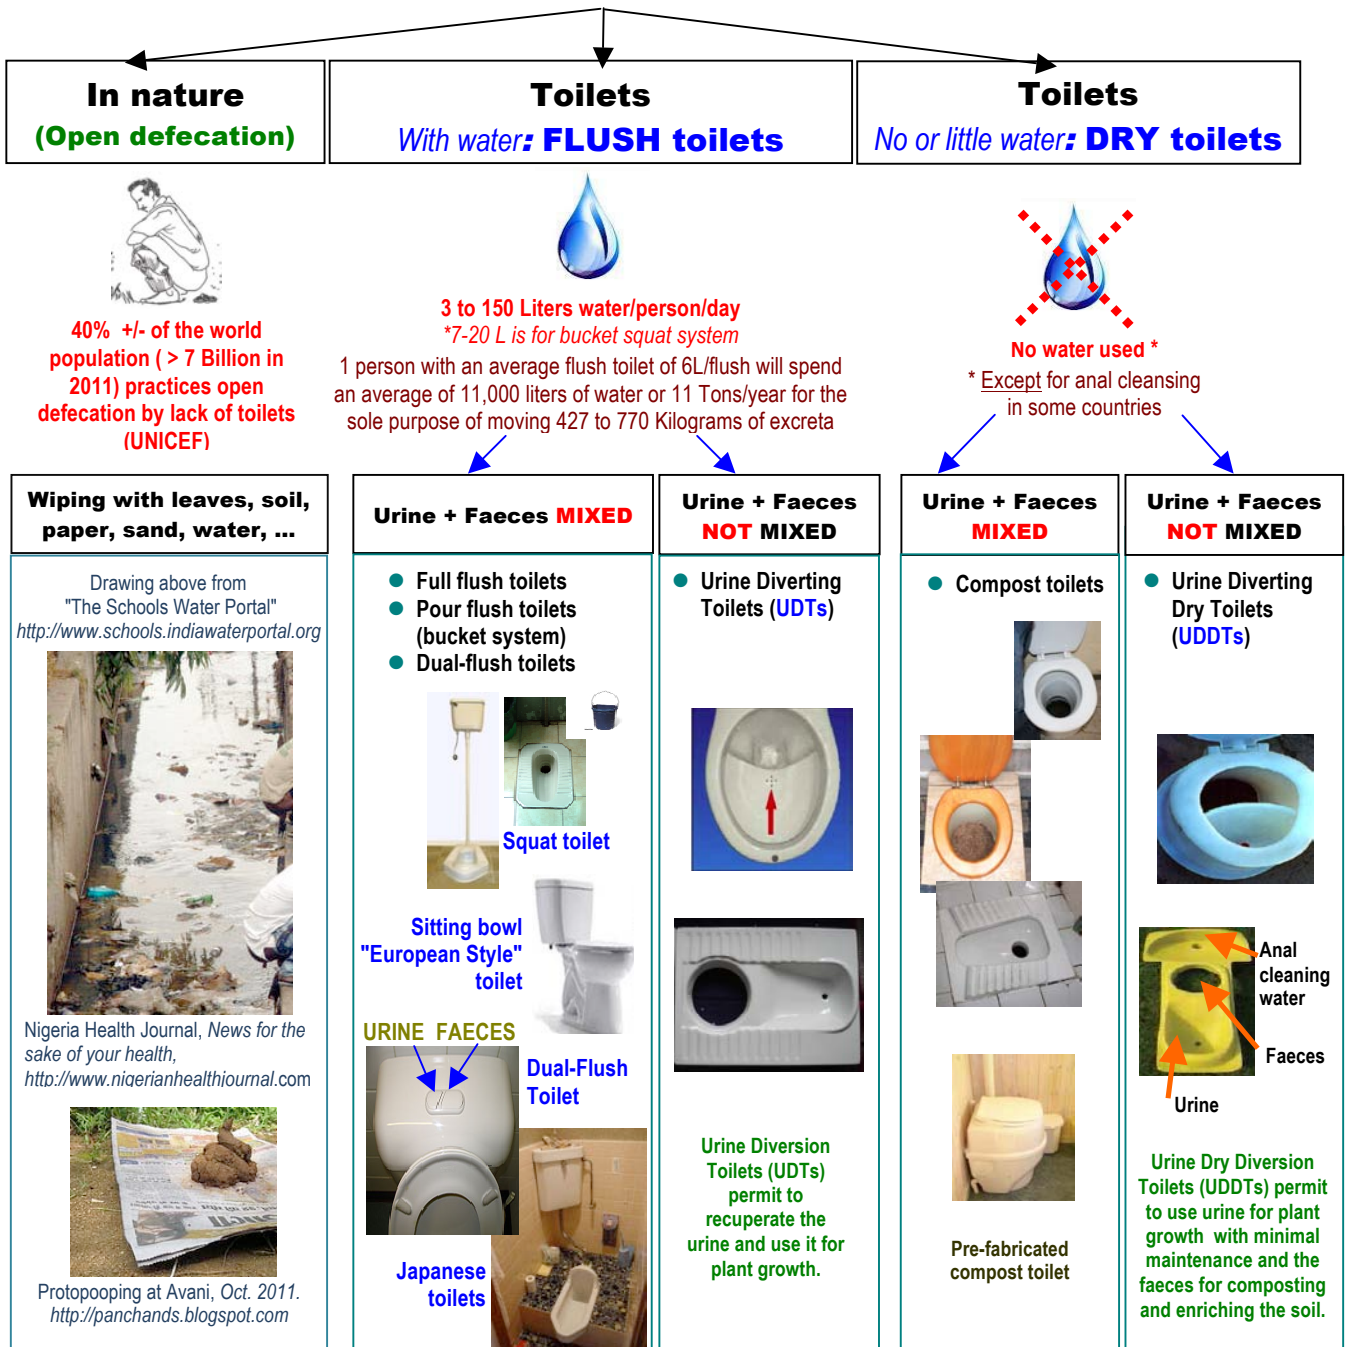 In nature
(Open defecation)
Toilets
With water: FLUSH toilets
Toilets
No or little water: DRY toilets
40% +/- of the world
population ( > 7 Billion in
2011) practices open
defecation by lack of toilets
(UNICEF)
3 to 150 Liters water/person/day
*7-20 L is for bucket squat system
1 person with an average flush toilet of 6L/flush will spend
an average of 11,000 liters of water or 11 Tons/year for the
sole purpose of moving 427 to 770 Kilograms of excreta
No water used *
* Except for anal cleansing
in some countries
Wiping with leaves, soil,
paper, sand, water, ...
Drawing above from
"The Schools Water Portal"
http://www.schools.indiawaterportal.org
Nigeria Health Journal, News for the
sake of your health,
http://www.nigerianhealthjournal.com
Protopooping at Avani, Oct. 2011.
http://panchands.blogspot.com
Urine + Faeces MIXED
Full flush toilets
Pour flush toilets
(bucket system)
Dual-flush toilets
Squat toilet
Sitting bowl
"European Style"
toilet
URINE FAECES
Dual-Flush
Toilet
Japanese
toilets
Urine + Faeces
NOT MIXED
Urine Diverting
Toilets (UDTs)
Urine Diversion
Toilets (UDTs)
permit to
recuperate the
urine and use it for
plant growth.
Urine + Faeces
MIXED
Compost toilets
Pre-fabricated
compost toilet
Urine + Faeces
NOT MIXED
Urine Diverting
Dry Toilets
(UDDTs)
Anal
cleaning
water
Faeces
Urine
Urine Dry Diversion
Toilets (UDDTs) permit
to use urine for plant
growth with minimal
maintenance and the
faeces for composting
and enriching the soil.